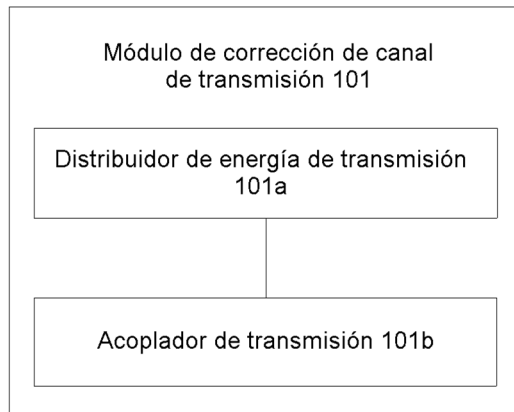 Módulo de corrección de canal
de transmisión 101
Distribuidor de energía de transmisión
101a
Acoplador de transmisión 101b